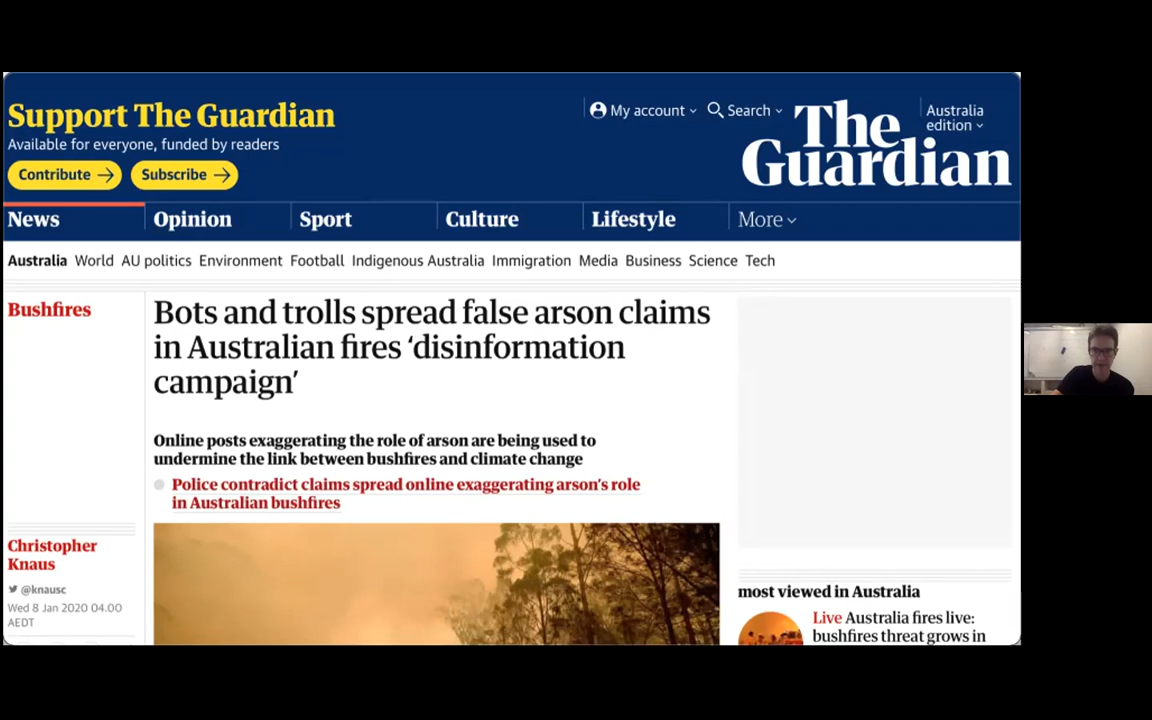 Support The Guardian
Available for everyone, funded by readers
Contribute
Subscribe
My account
Search
The
Guardian
Australia
edition
News
Opinion
Sport
Culture
Lifestyle
More
Australia World AU politics Environment Football Indigenous Australia Immigration Media Business Science Tech
Bushfires
Bots and trolls spread false arson claims
in Australian fires ‘disinformation
campaign’
Online posts exaggerating the role of arson are being used to
undermine the link between bushfires and climate change
Police contradict claims spread online exaggerating arson’s role
in Australian bushfires
Christopher
Knaus
@knausc
Wed 8 Jan 2020 04.00
AEDT
most viewed in Australia
Live Australia fires live:
bushfires threat grows in